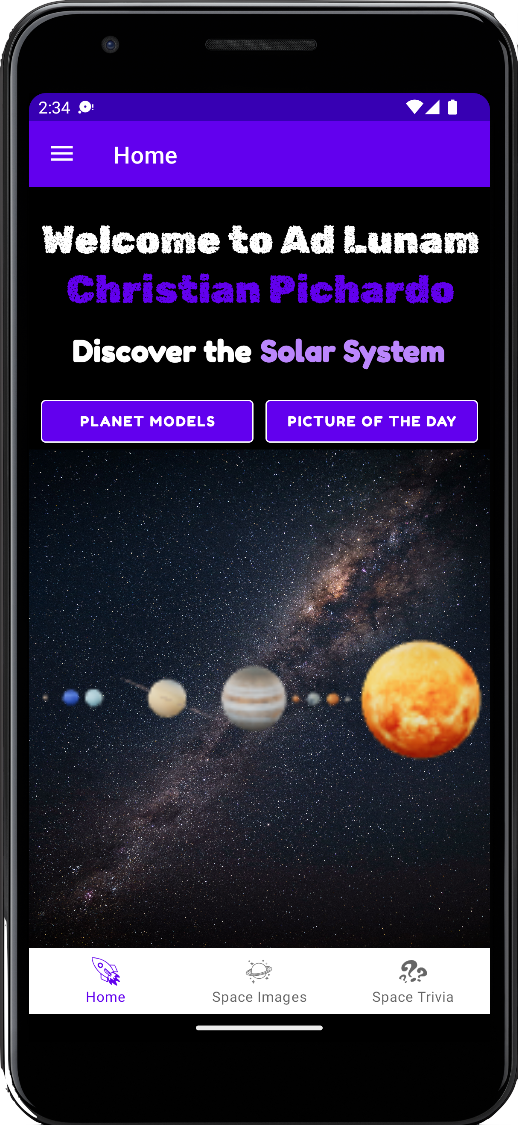 2:34
Home
Welcome to Ad Lunam
Christian Pichardo
Discover the Solar System
PLANET MODELS
PICTURE OF THE DAY
Home
Space Images
Space Trivia